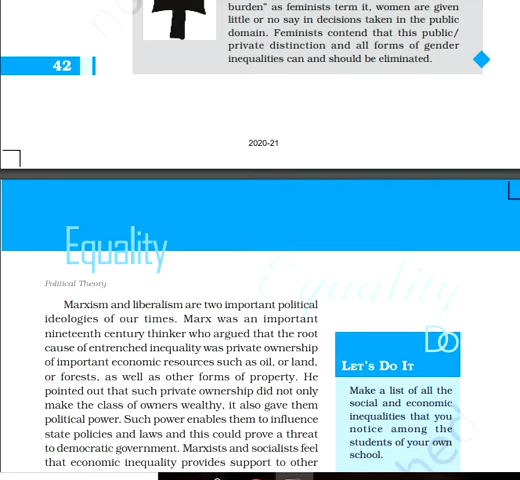 burden" as feminists term it, women are given
little or no say in decisions taken in the public
domain. Feminists contend that this public/
private distinction and all forms of gender
inequalities can and should be eliminated.
42
2020-21
Equality
Equality
Political Theory
Marxism and liberalism are two important political
ideologies of our times. Marx was an important
nineteenth century thinker who argued that the root
cause of entrenched inequality was private ownership
of important economic resources such as oil, or land,
or forests, as well as other forms of property. He
pointed out that such private ownership did not only
make the class of owners wealthy, it also gave them
political power. Such power enables them to influence
state policies and laws and this could prove a threat
to democratic government. Marxists and socialists feel
that economic inequality provides support to other
DO
LET'S DO IT
Make a list of all the
social and economic
inequalities that you
notice among the
students of your own
school.